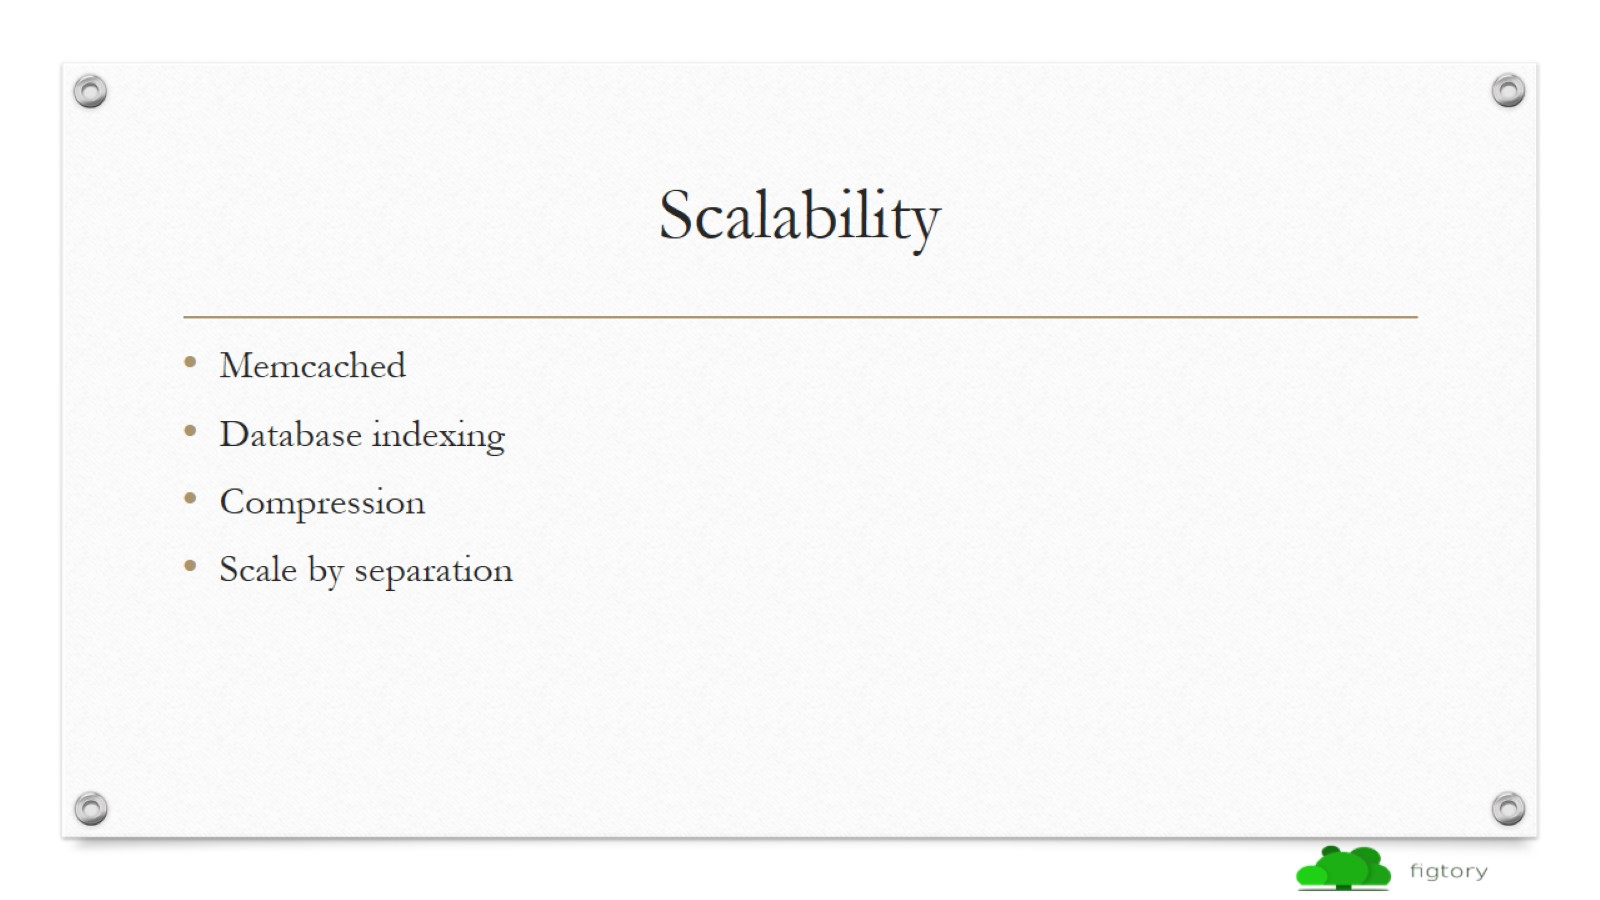 Scalability
Memcached
Database indexing
Compression
Scale by separation
figtory